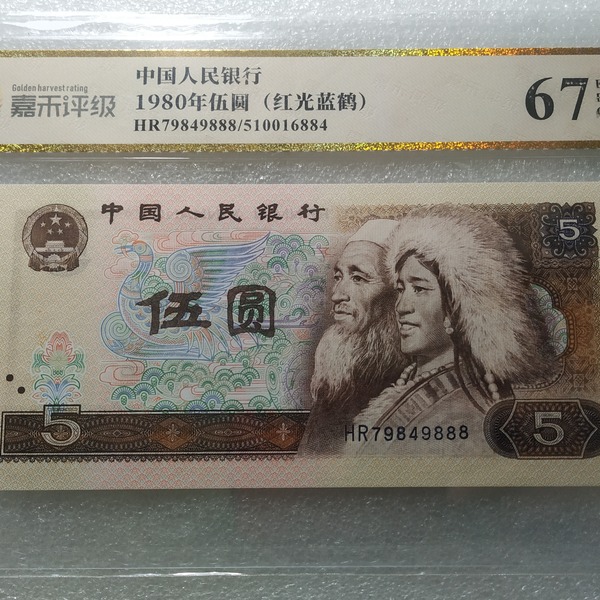 Golden harvest rating
嘉禾评级
中国人民银行
1980年伍圆（红光蓝鹤）
HR79849888/510016884
67
中国人民银行
5
伍圆
HR79849888
5
5